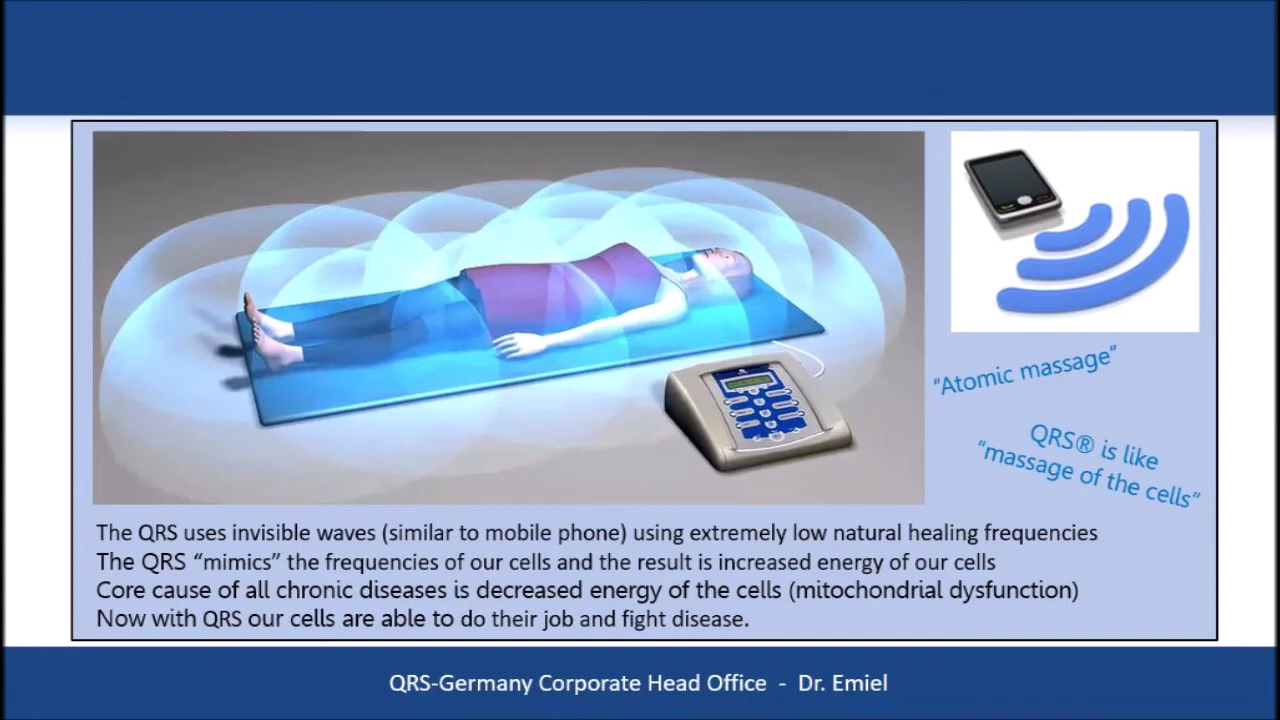 "Atomic massage"
QRS® is like
"massage of the cells"
The QRS uses invisible waves (similar to mobile phone) using extremely low natural healing frequencies
The QRS “mimics” the frequencies of our cells and the result is increased energy of our cells
Core cause of all chronic diseases is decreased energy of the cells (mitochondrial dysfunction)
Now with QRS our cells are able to do their job and fight disease.
QRS-Germany Corporate Head Office - Dr. Emiel